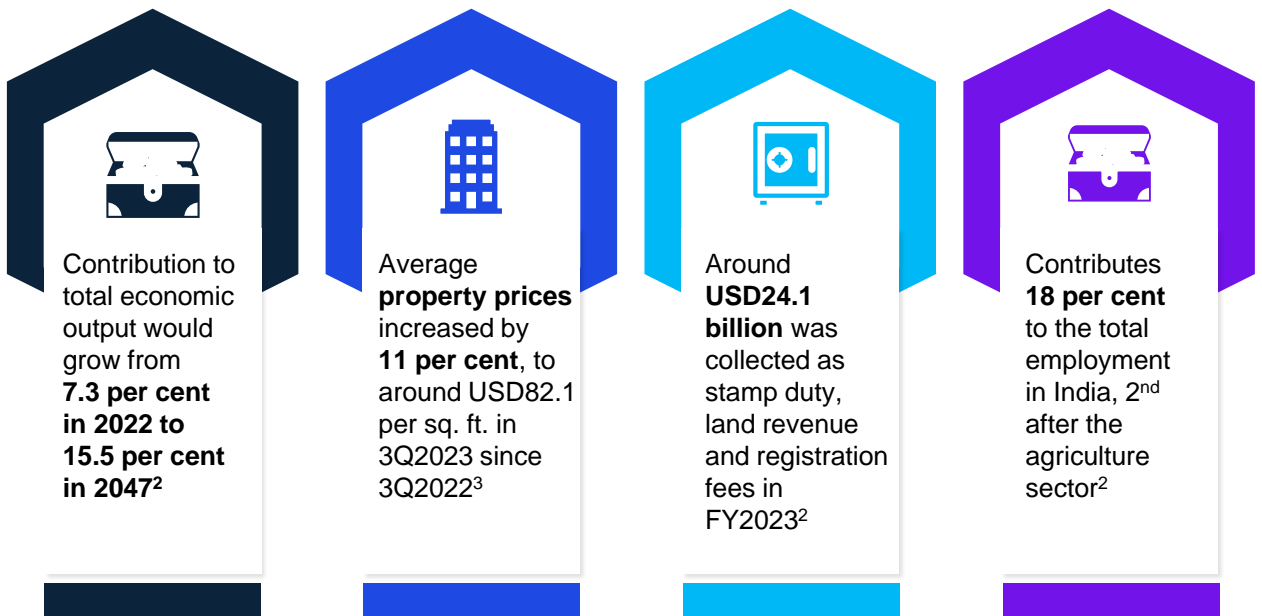 Contribution to
total economic
output would
grow from
7.3 per cent
in 2022 to
15.5 per cent
in 2047²
Average
property prices
increased by
11 per cent, to
around USD82.1
per sq. ft. in
3Q2023 since
3Q2022³
Around
USD24.1
billion was
collected as
stamp duty,
land revenue
and registration
fees in
FY2023²
Contributes
18 per cent
to the total
employment
in India, 2nd
after the
agriculture
sector²